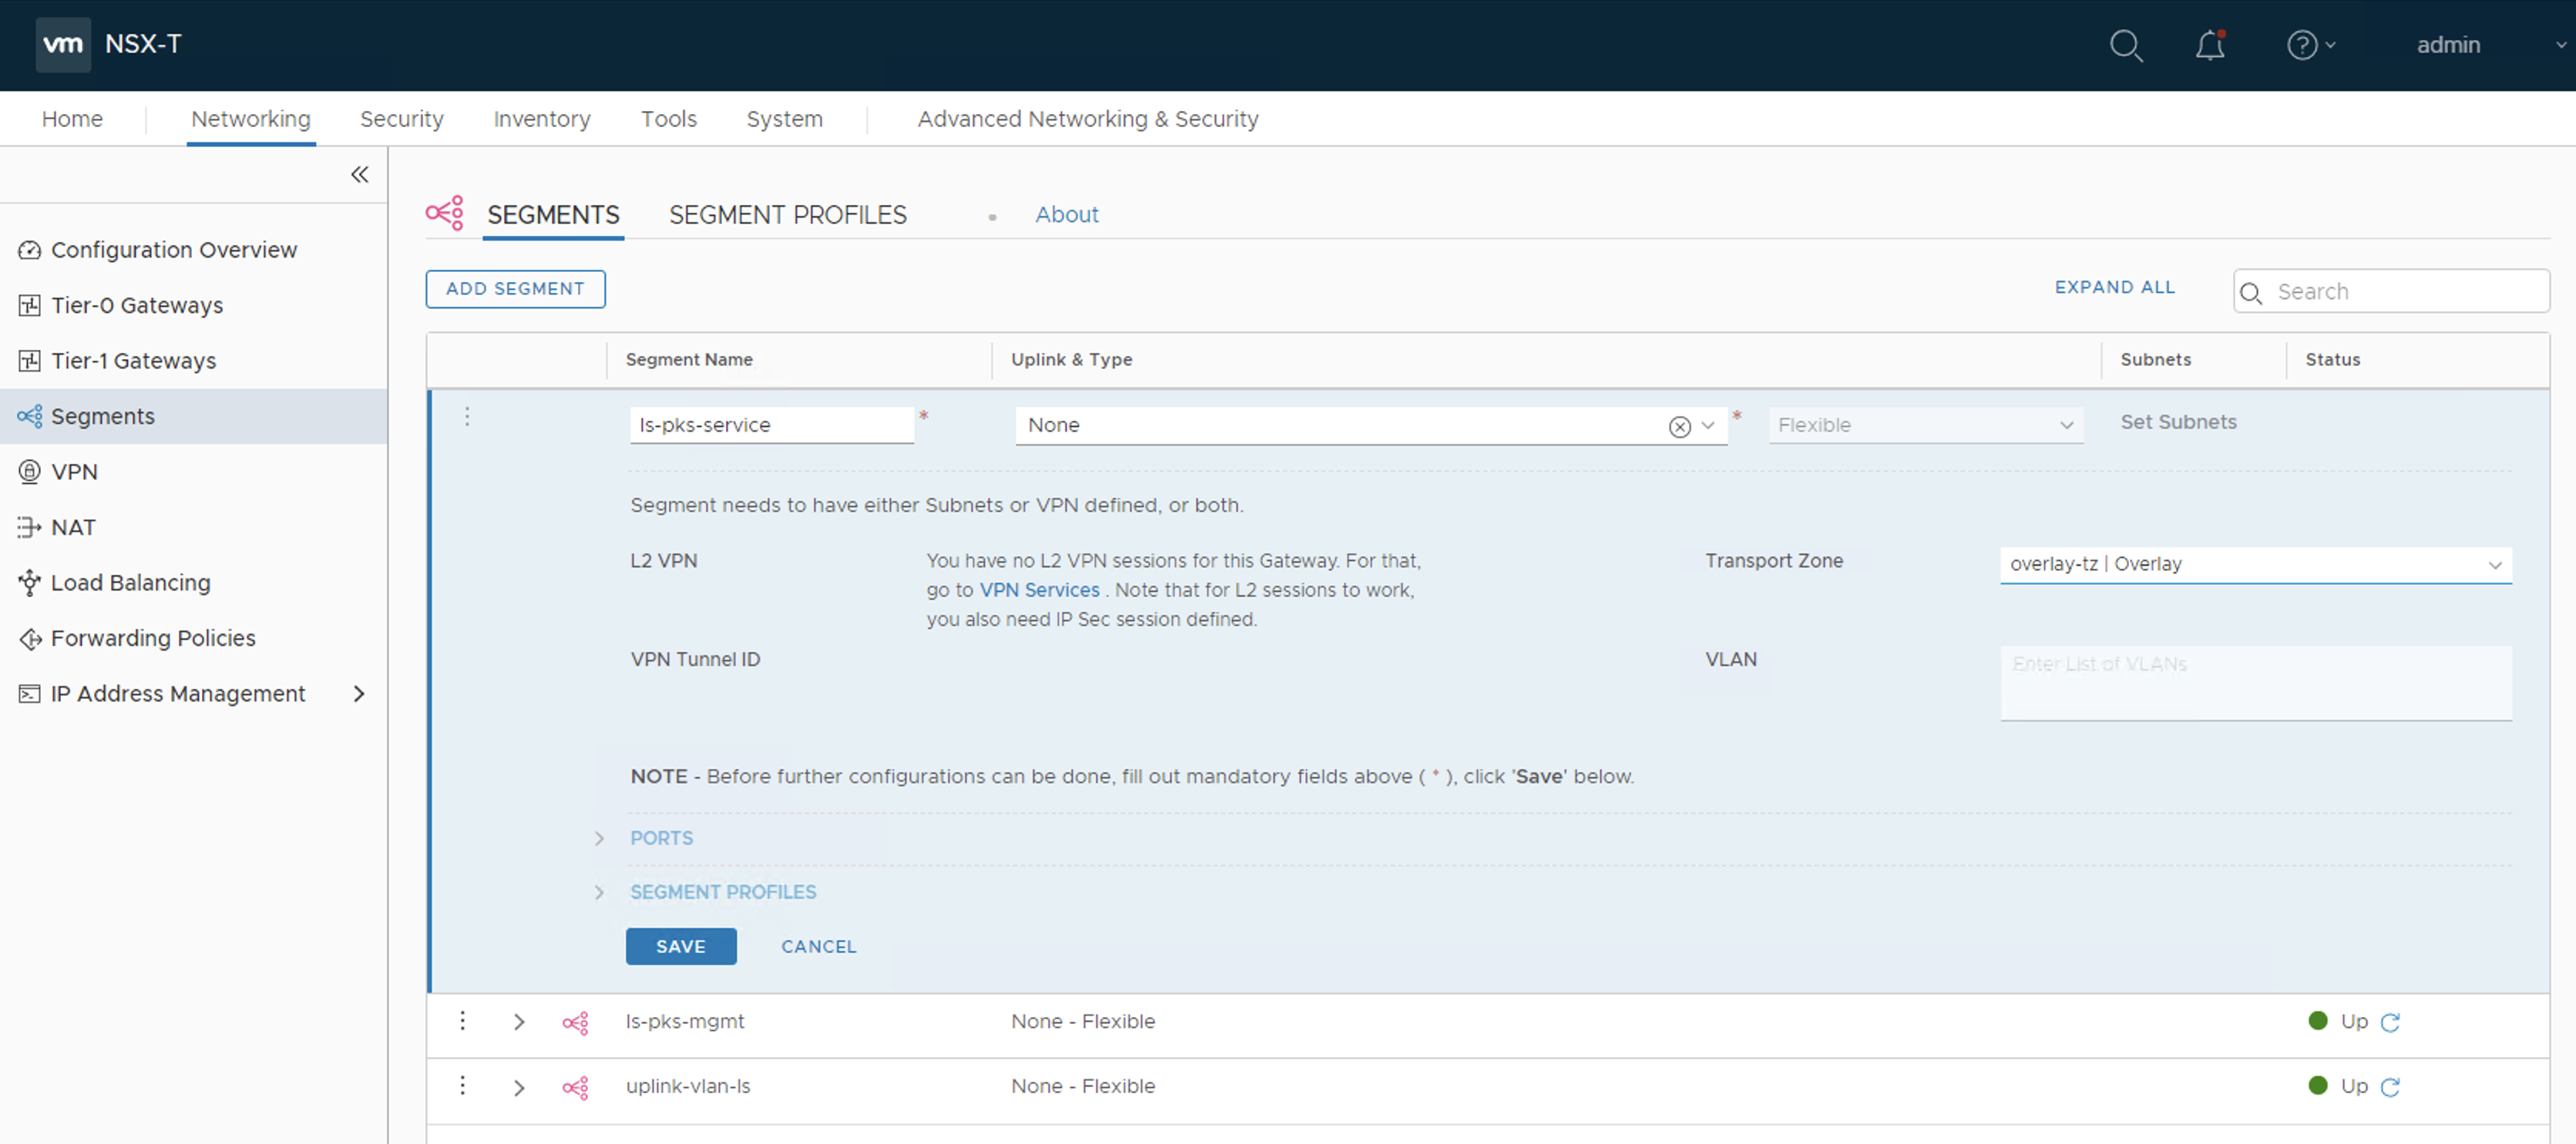 vm NSX-T admin
Home Networking Security Inventory Tools System Advanced Networking & Security
Configuration Overview
Tier-0 Gateways
Tier-1 Gateways
Segments
VPN
NAT
Load Balancing
Forwarding Policies
IP Address Management
SEGMENTS SEGMENT PROFILES About
ADD SEGMENT EXPAND ALL Search
Segment Name Uplink & Type Subnets Status
ls-pks-service * None * Flexible Set Subnets
Segment needs to have either Subnets or VPN defined, or both.
L2 VPN You have no L2 VPN sessions for this Gateway. For that,
go to VPN Services . Note that for L2 sessions to work,
you also need IP Sec session defined.
Transport Zone overlay-tz | Overlay
VPN Tunnel ID VLAN Enter List of VLANs
NOTE - Before further configurations can be done, fill out mandatory fields above ( * ), click 'Save' below.
PORTS
SEGMENT PROFILES
SAVE CANCEL
ls-pks-mgmt None - Flexible Up
uplink-vlan-ls None - Flexible Up